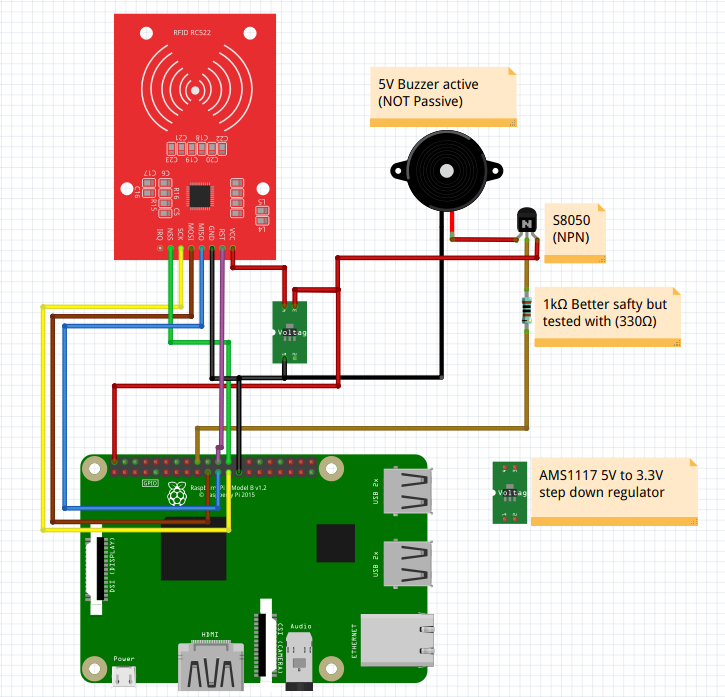 RFID RC522
5V Buzzer active
(NOT Passive)
C21 C18 C22
C23 C19 C20
C17 C6
C16 R16
R15 C5
L5
L4
S8050
(NPN)
IRQ NSS SCK MOSI MISO GND RST VCC
1kΩ Better safty but
tested with (330Ω)
Voltag
AMS1117 5V to 3.3V
step down regulator
Voltag
GPIO
Raspberry Pi Model B v1.2
© Raspberry Pi 2015
USB 2x
USB 2x
DSI (DISPLAY)
CSI (CAMERA)
Audio
ETHERNET
HDMI
Power